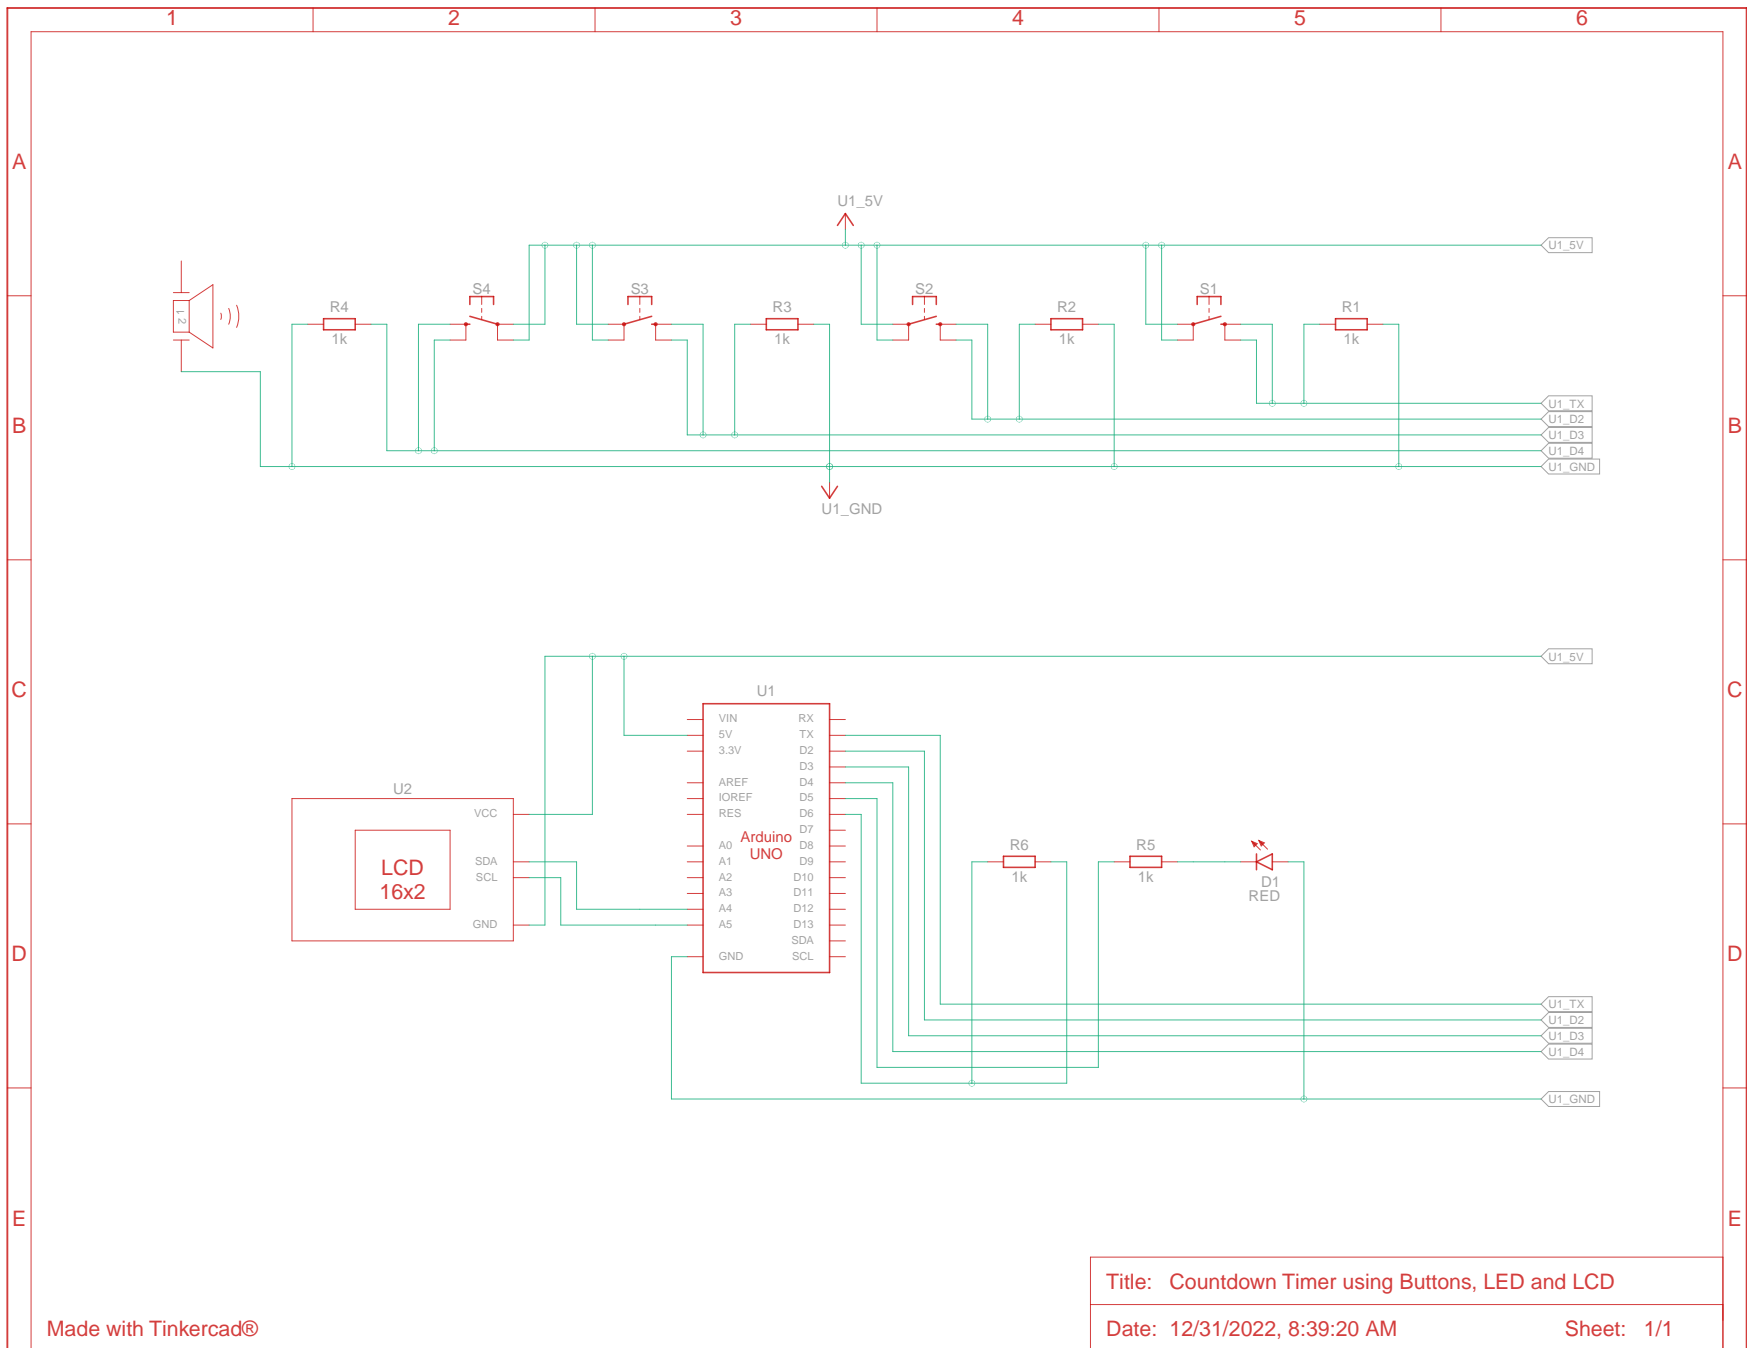 1 2 3 4 5 6
A A
U1_5V
U1_5V
S4 S3 S2 S1
R4 R3 R2 R1
1 2
1k 1k 1k 1k
U1_TX
B U1_D2 B
U1_D3
U1_D4
U1_GND
U1_GND
U1_5V
C C
U1
VIN RX
5V TX
3.3V D2
D3
AREF D4
IOREF D5
RES D6
D7
A0 D8
A1 D9
A2 D10
A3 D11
A4 D12
A5 D13
SDA
GND SCL
Arduino
UNO
U2
VCC
SDA
SCL
GND
LCD
16x2
R6 R5
1k 1k
D1
RED
D D
U1_TX
U1_D2
U1_D3
U1_D4
U1_GND
E E
Title: Countdown Timer using Buttons, LED and LCD
Made with Tinkercad®
Date: 12/31/2022, 8:39:20 AM Sheet: 1/1